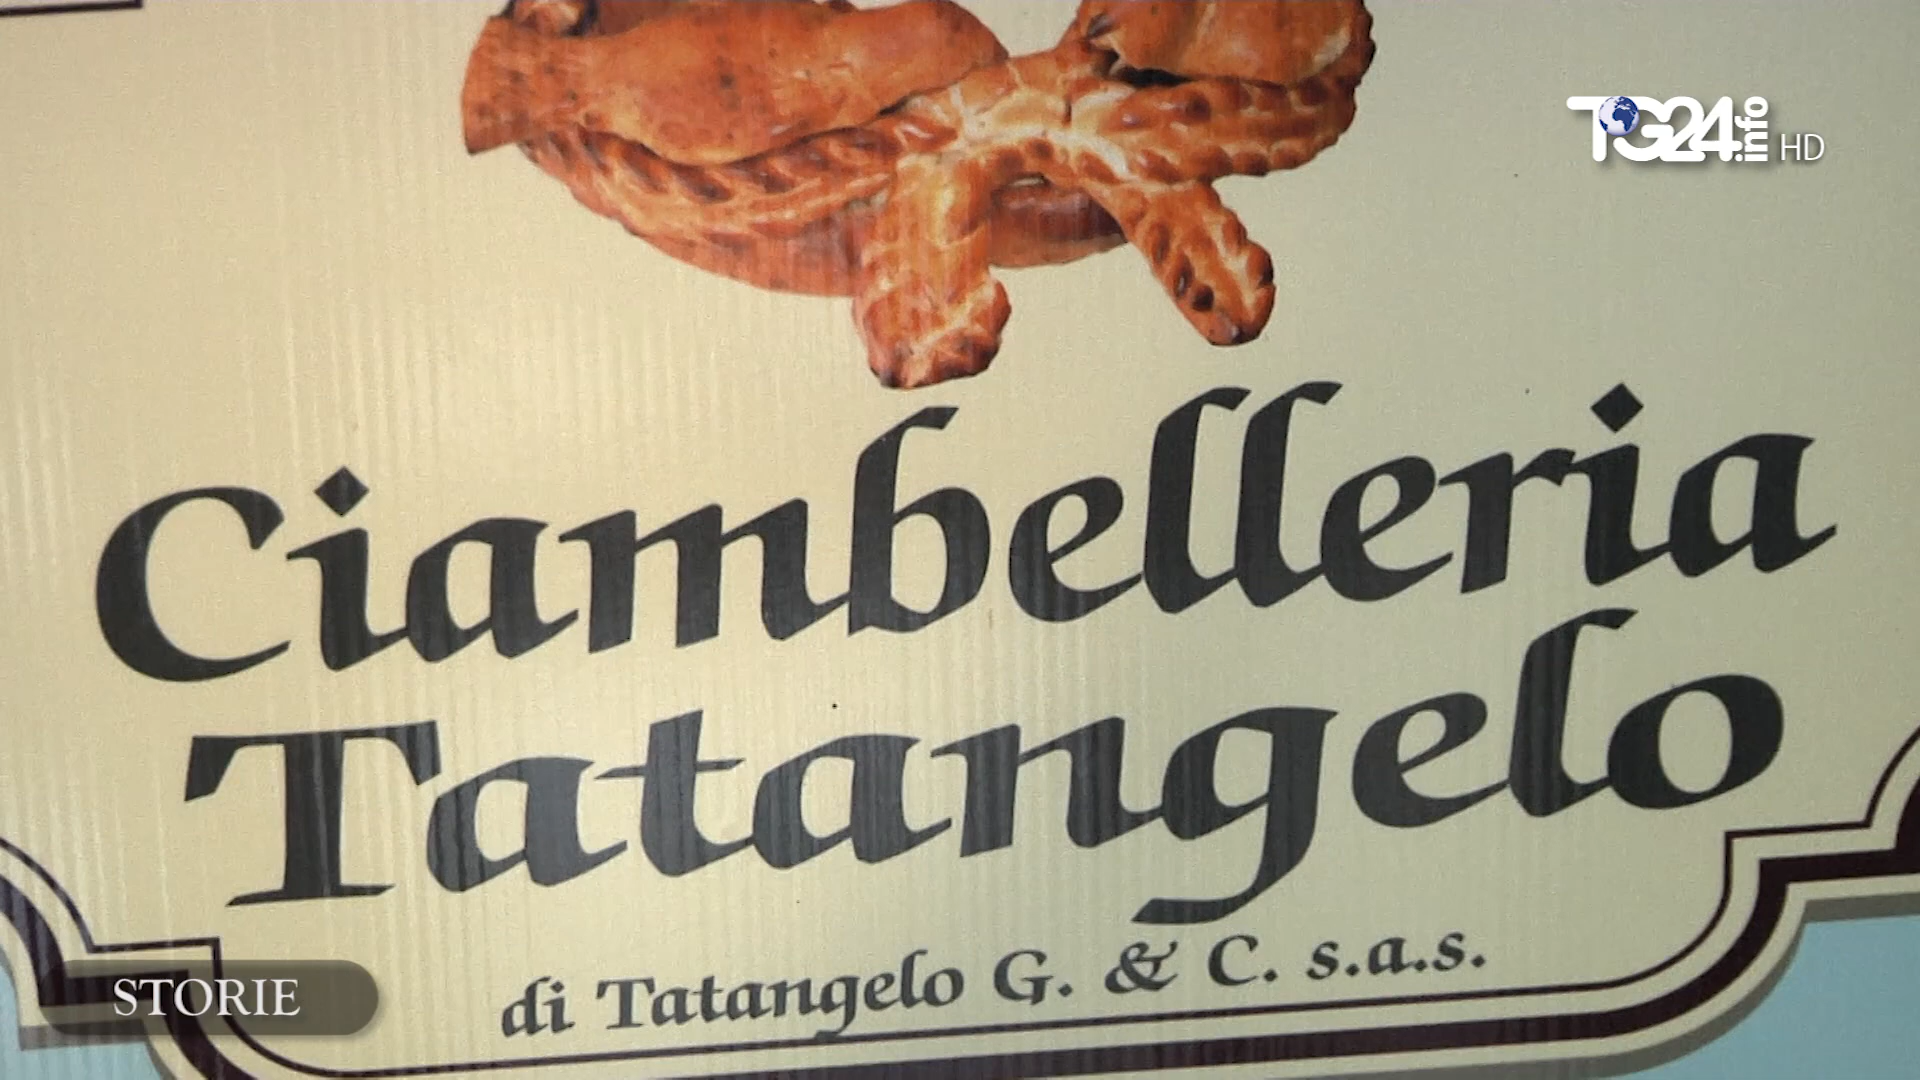 TG24.info HD
Ciambelleria
Tatangelo
di Tatangelo G. & C. s.a.s.
STORIE